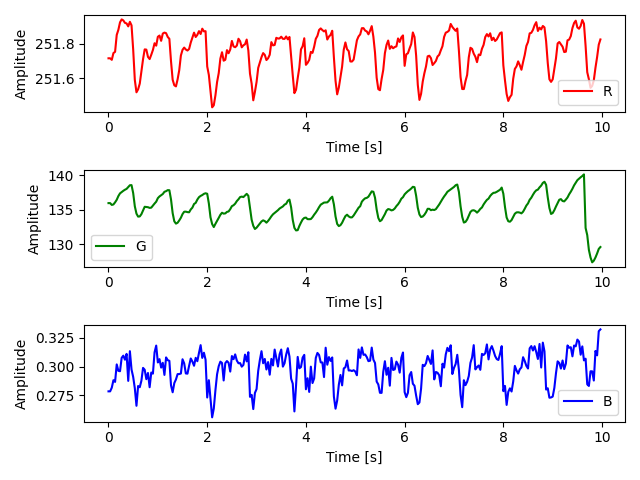 Amplitude
251.8
251.6
R
0 2 4 6 8 10
Time [s]
Amplitude
140
135
130
G
0 2 4 6 8 10
Time [s]
Amplitude
0.325
0.300
0.275
B
0 2 4 6 8 10
Time [s]